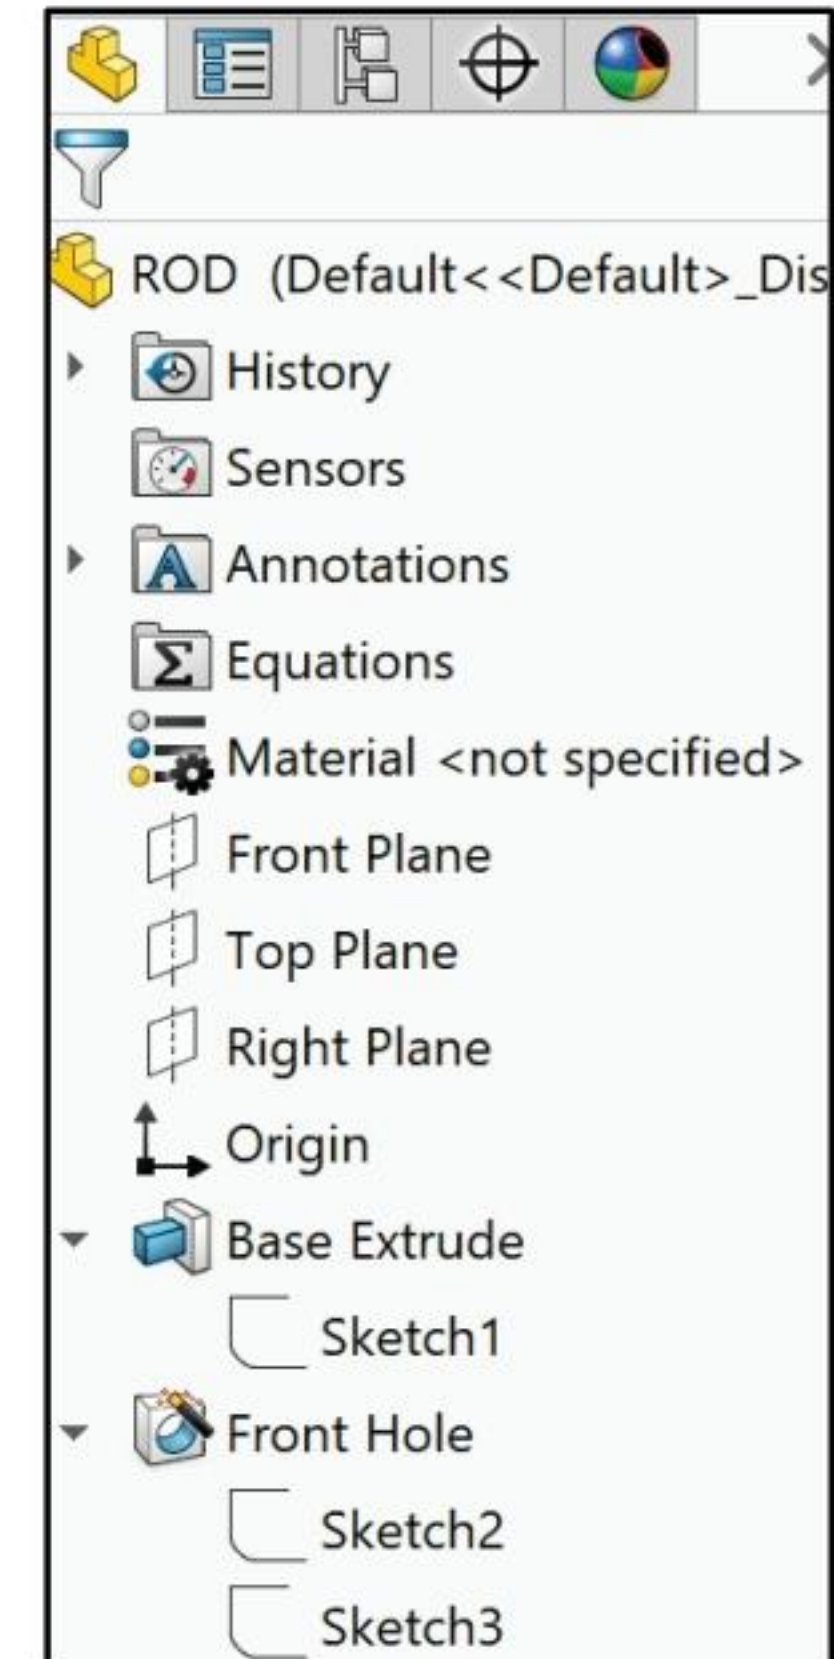 ROD (Default<<Default>_Dis
History
Sensors
Annotations
Equations
Material <not specified>
Front Plane
Top Plane
Right Plane
Origin
Base Extrude
Sketch1
Front Hole
Sketch2
Sketch3